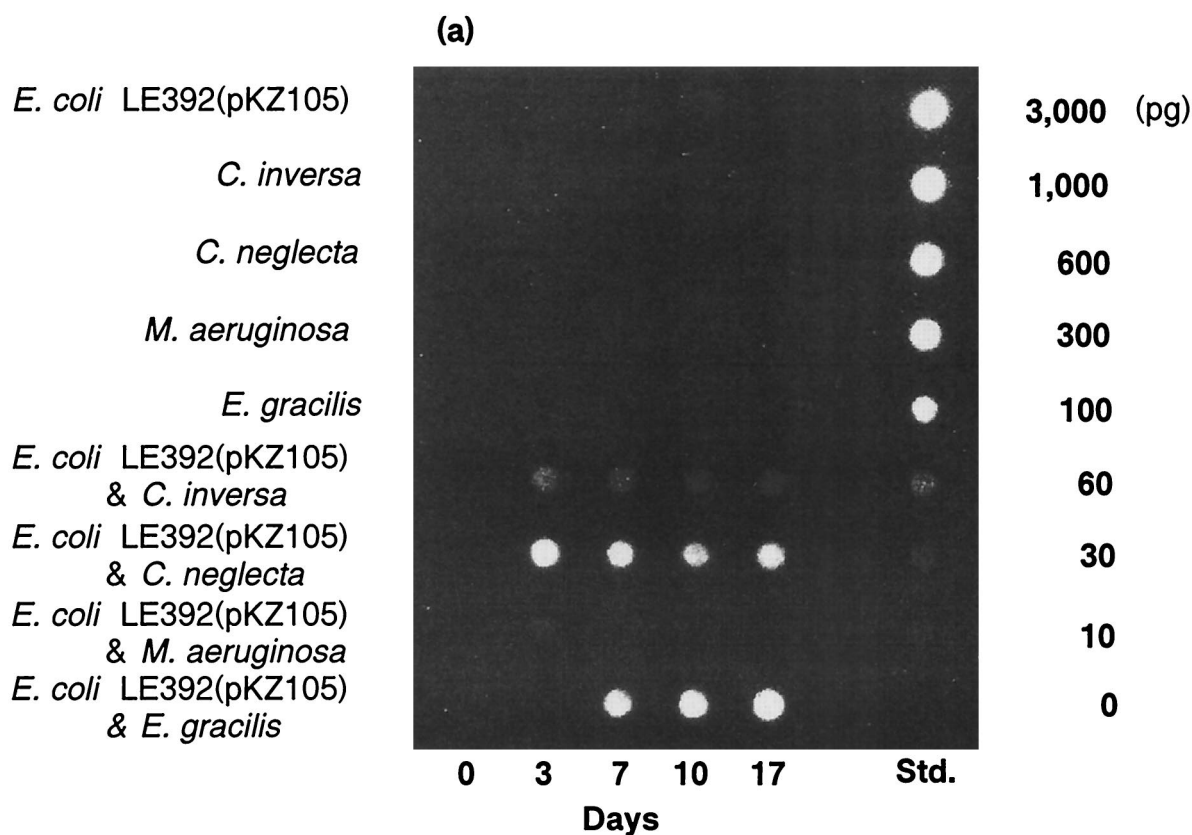 (a)
E. coli LE392(pKZ105)
3,000 (pg)
C. inversa
1,000
C. neglecta
600
M. aeruginosa
300
E. gracilis
100
E. coli LE392(pKZ105)
& C. inversa
60
E. coli LE392(pKZ105)
& C. neglecta
30
E. coli LE392(pKZ105)
& M. aeruginosa
10
E. coli LE392(pKZ105)
& E. gracilis
0
0 3 7 10 17 Std.
Days